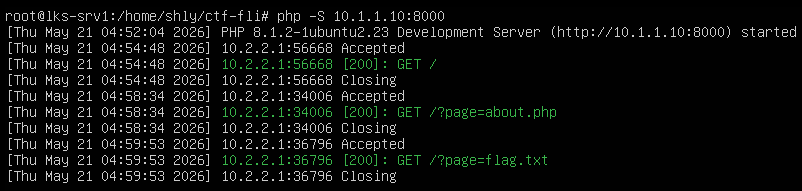 root@lks-srv1:/home/shly/ctf-fli# php -S 10.1.1.10:8000
[Thu May 21 04:52:04 2026] PHP 8.1.2-1ubuntu2.23 Development Server (http://10.1.1.10:8000) started
[Thu May 21 04:54:48 2026] 10.2.2.1:56668 Accepted
[Thu May 21 04:54:48 2026] 10.2.2.1:56668 [200]: GET /
[Thu May 21 04:54:48 2026] 10.2.2.1:56668 Closing
[Thu May 21 04:58:34 2026] 10.2.2.1:34006 Accepted
[Thu May 21 04:58:34 2026] 10.2.2.1:34006 [200]: GET /?page=about.php
[Thu May 21 04:58:34 2026] 10.2.2.1:34006 Closing
[Thu May 21 04:59:53 2026] 10.2.2.1:36796 Accepted
[Thu May 21 04:59:53 2026] 10.2.2.1:36796 [200]: GET /?page=flag.txt
[Thu May 21 04:59:53 2026] 10.2.2.1:36796 Closing